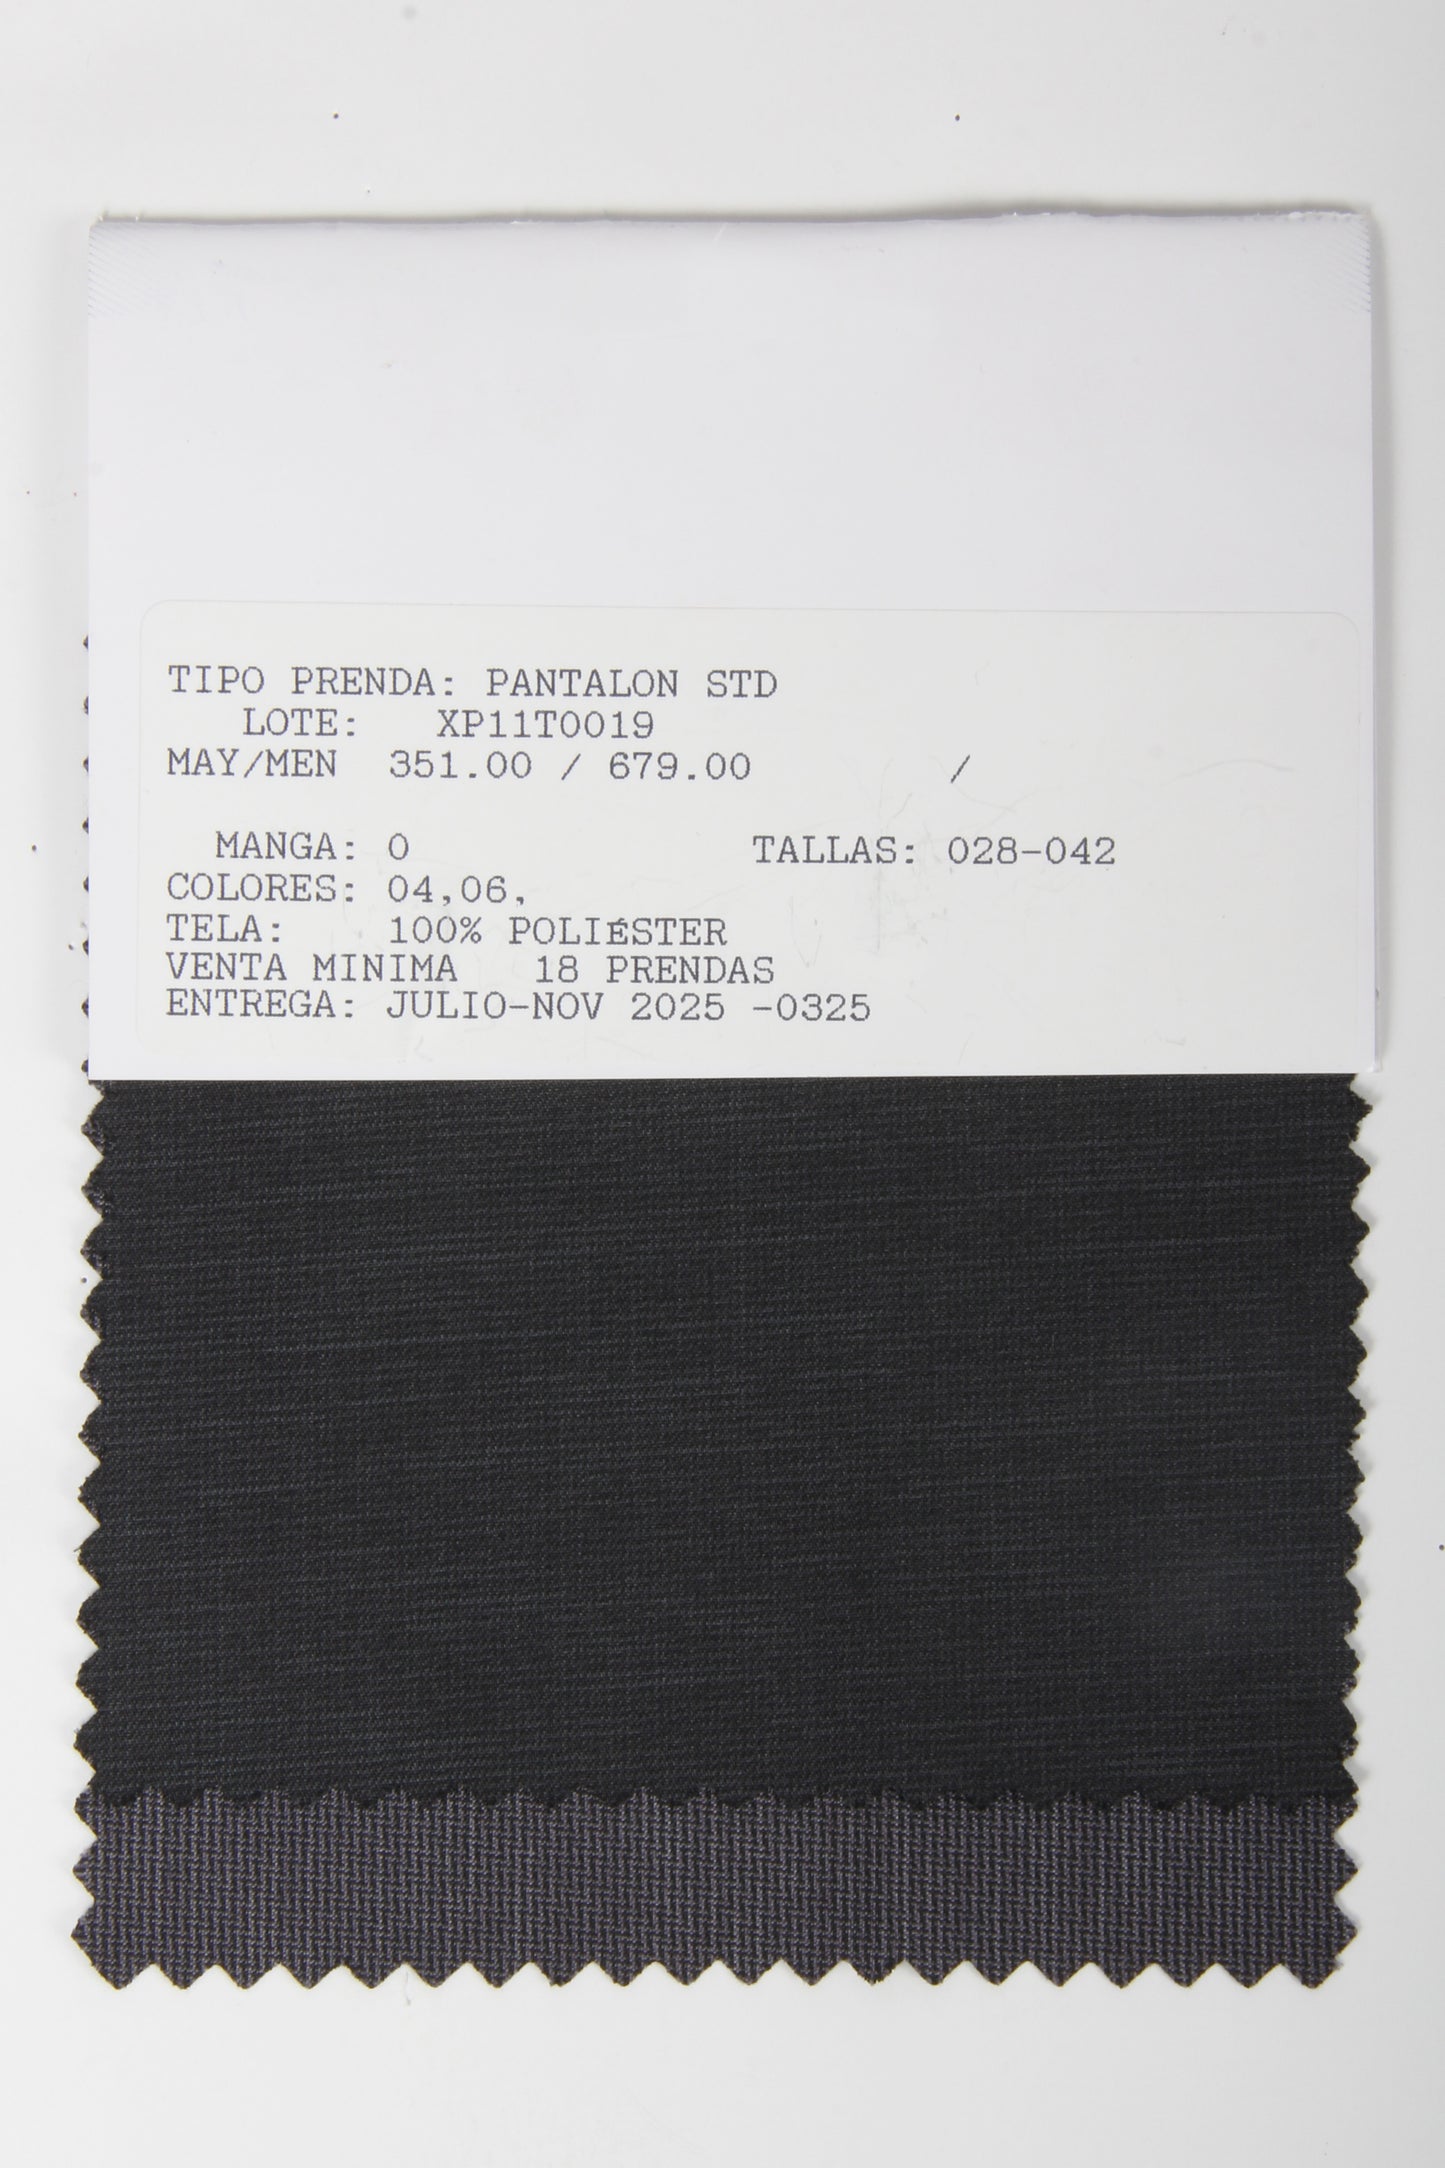 TIPO PRENDA: PANTALON STD
LOTE: XP11T0019
MAY/MEN 351.00 / 679.00 /
MANGA: 0 TALLAS: 028-042
COLORES: 04,06,
TELA: 100% POLIÉSTER
VENTA MINIMA 18 PRENDAS
ENTREGA: JULIO-NOV 2025 -0325